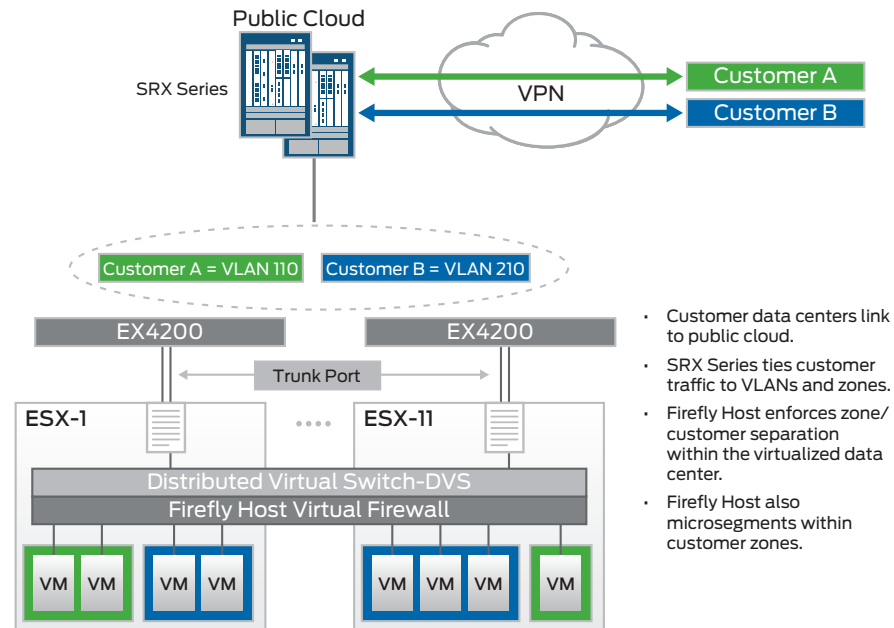 Public Cloud
SRX Series
VPN
Customer A
Customer B
Customer A = VLAN 110
Customer B = VLAN 210
EX4200
EX4200
Trunk Port
ESX-1
ESX-11
Distributed Virtual Switch-DVS
Firefly Host Virtual Firewall
VM
VM
VM
VM
VM
VM
VM
VM
· Customer data centers link
to public cloud.
· SRX Series ties customer
traffic to VLANs and zones.
· Firefly Host enforces zone/
customer separation
within the virtualized data
center.
· Firefly Host also
microsegments within
customer zones.